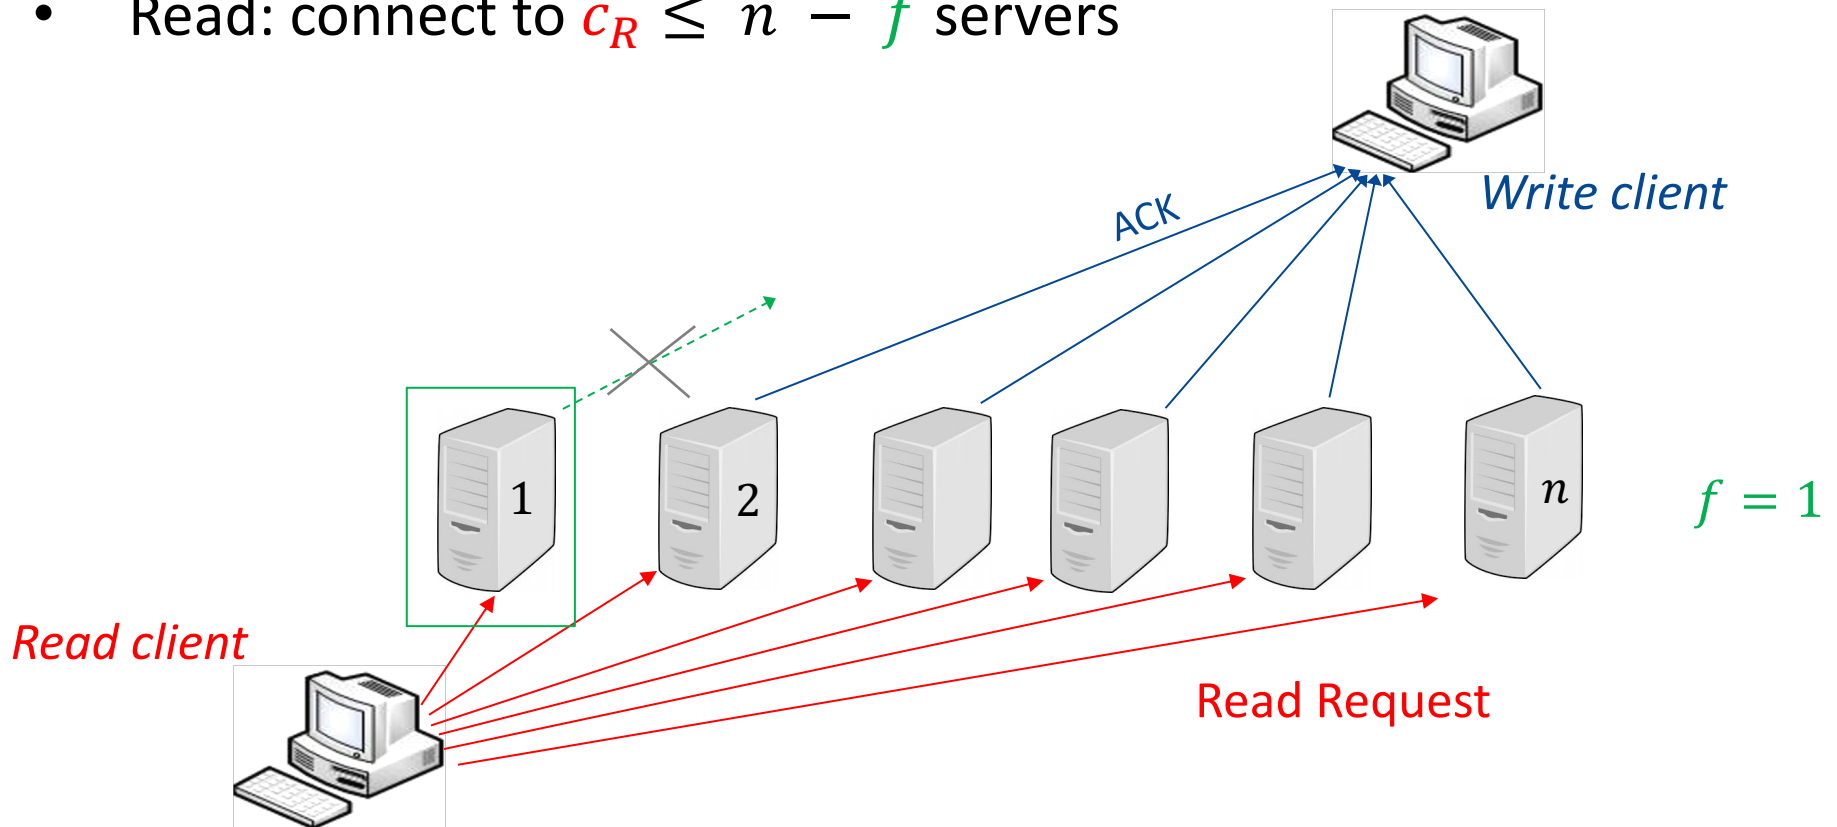 • Read: connect to c_R ≤ n − f servers
Write client
ACK
1
2
n
f = 1
Read client
Read Request